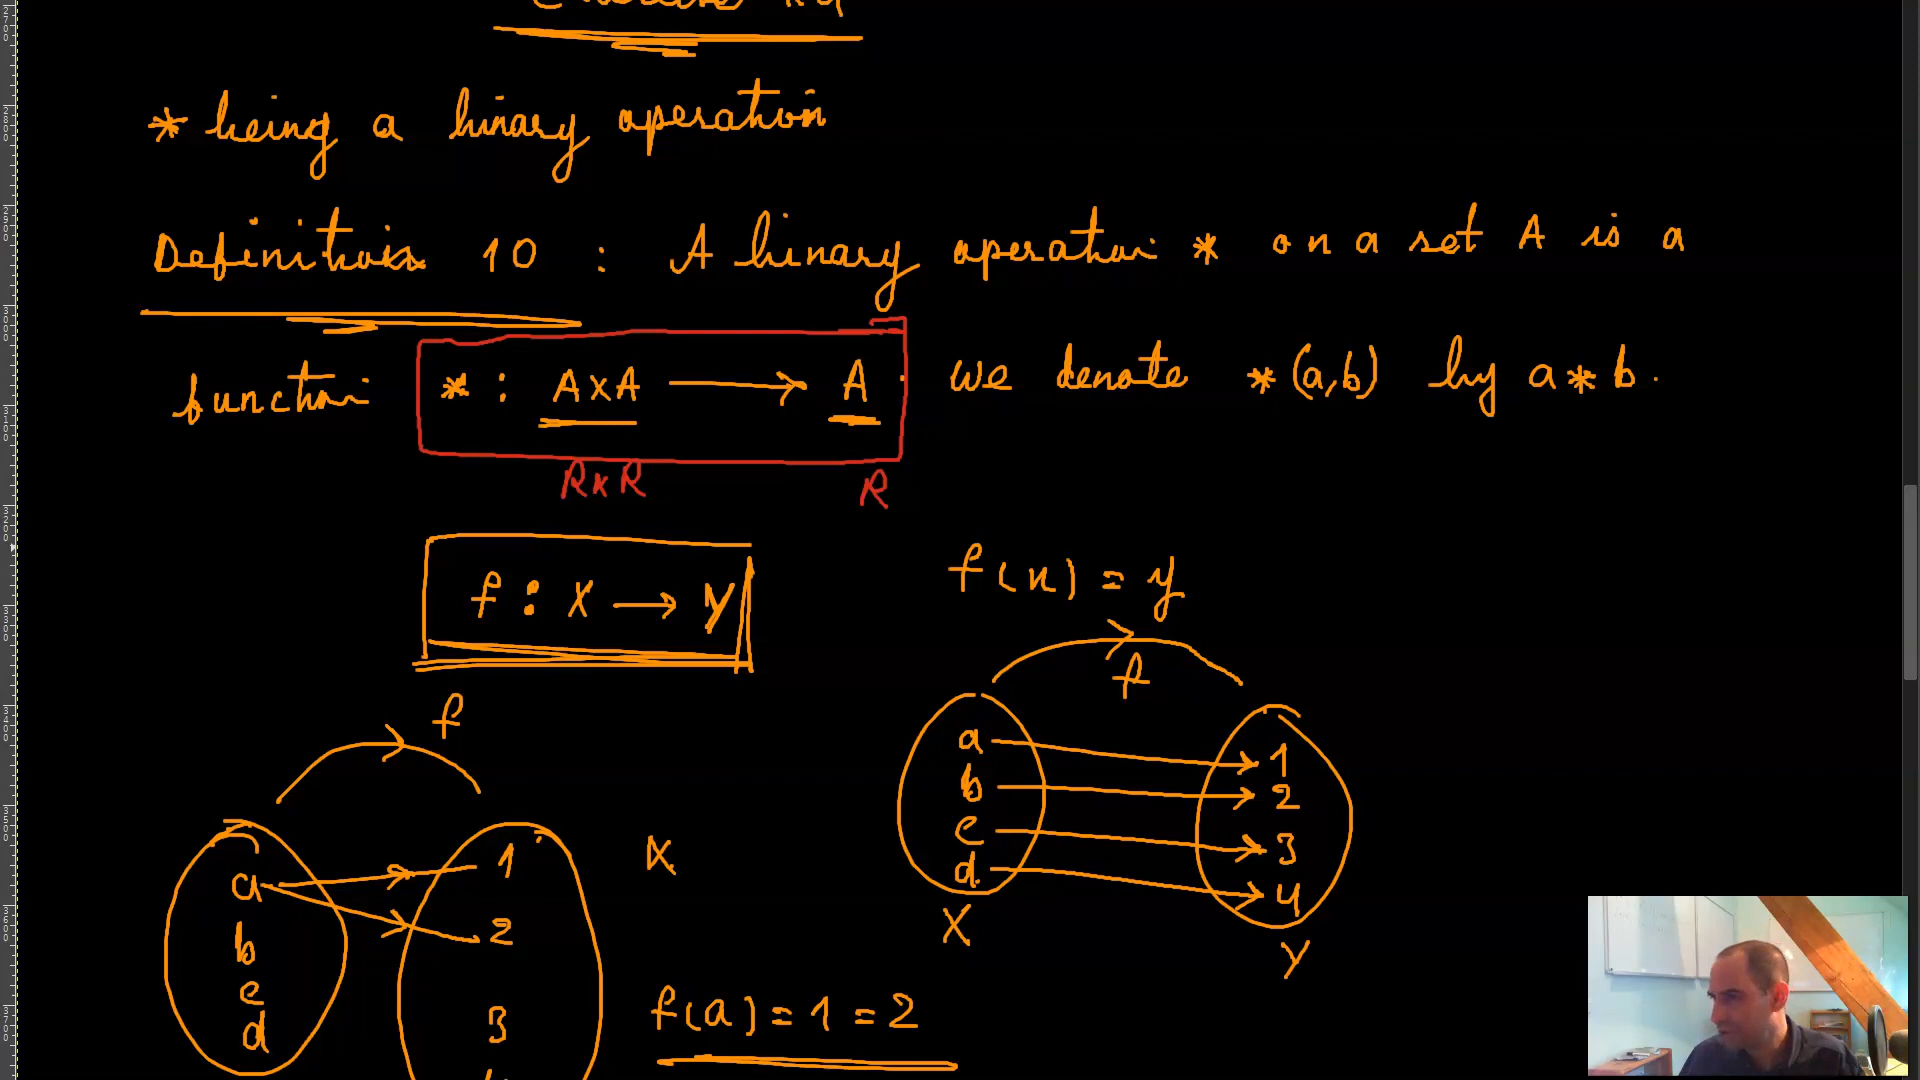 * being a binary operation
Definition 10 : A binary operation * on a set A is a
function * : A×A → A . We denote *(a,b) by a*b.
R×R R
f : X → Y
f(x) = y
f
f
a 1
b 2
c 3
d 4
X Y
a 1
b 2
c 3
d
f(a) = 1 = 2